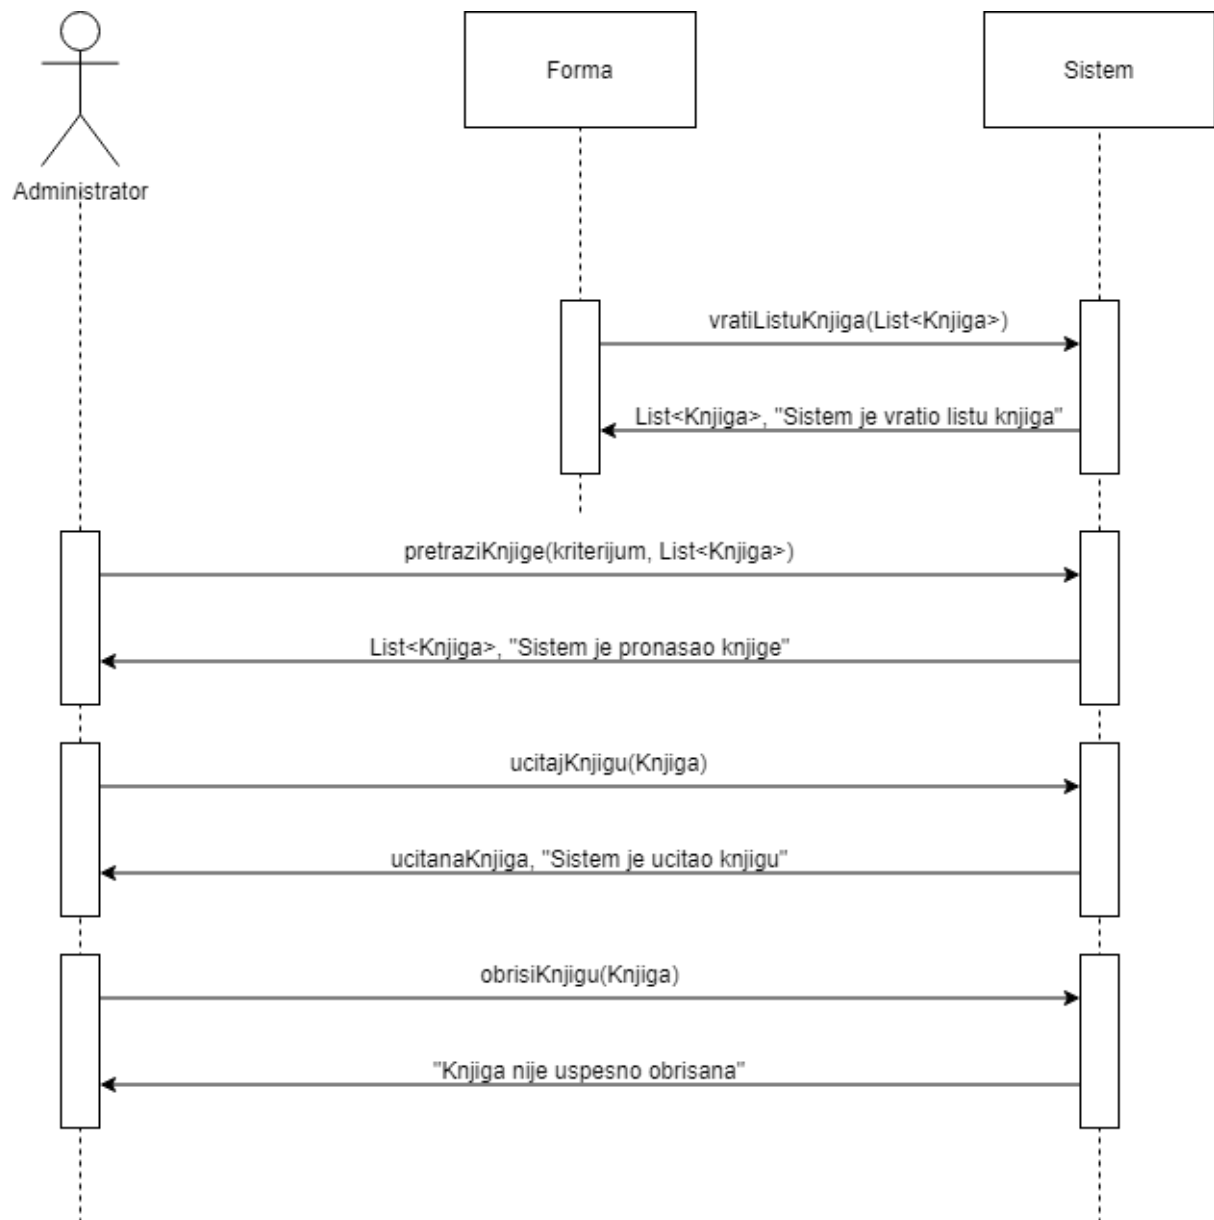 Forma
Sistem
Administrator
vratiListuKnjiga(List<Knjiga>)
List<Knjiga>, "Sistem je vratio listu knjiga"
pretraziKnjige(kriterijum, List<Knjiga>)
List<Knjiga>, "Sistem je pronasao knjige"
ucitajKnjigu(Knjiga)
ucitanaKnjiga, "Sistem je ucitao knjigu"
obrisiKnjigu(Knjiga)
"Knjiga nije uspesno obrisana"